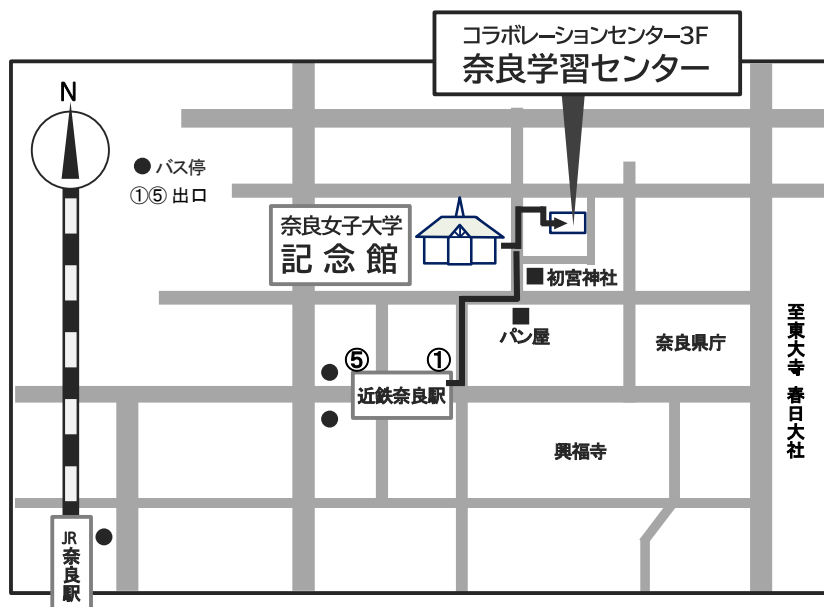 コラボレーションセンター3F
奈良学習センター
N
● バス停
①⑤ 出口
奈良女子大学
記念館
■ 初宮神社
■
パン屋
奈良県庁
至東大寺 春日大社
⑤
①
近鉄奈良駅
興福寺
JR奈良駅